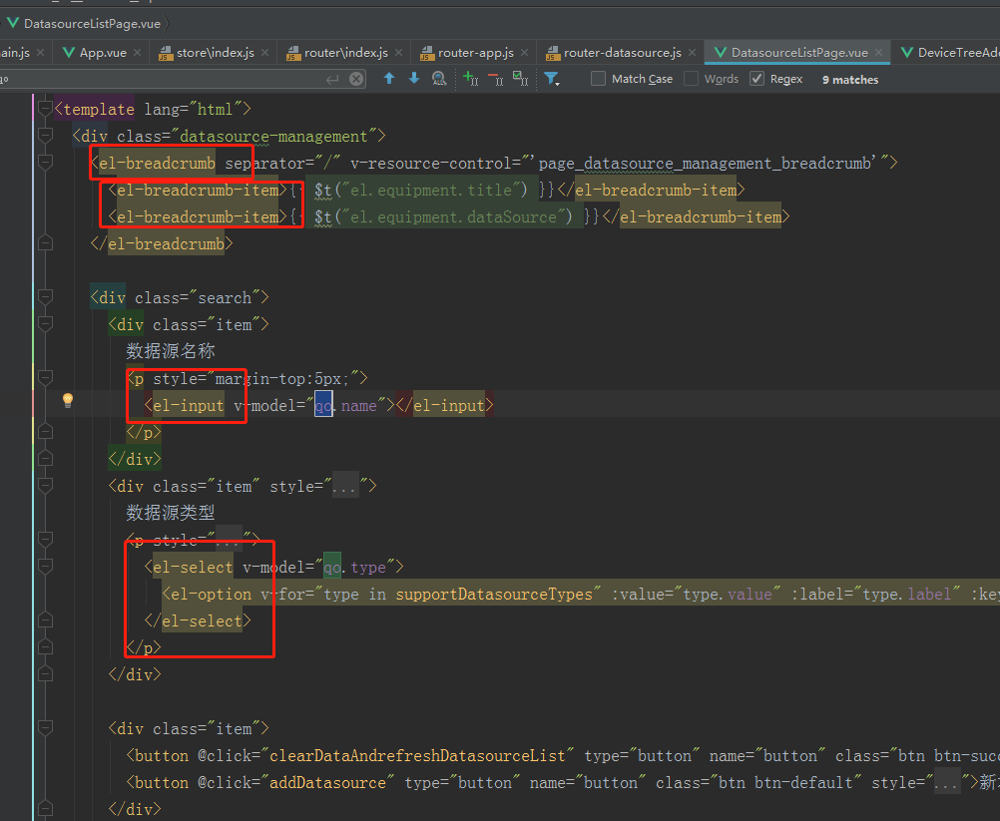 DatasourceListPage.vue
ain.js × App.vue × store\index.js × router\index.js × router-app.js × router-datasource.js × DatasourceListPage.vue × DeviceTreeAdd
Match Case Words Regex 9 matches
<template lang="html">
<div class="datasource-management">
<el-breadcrumb separator="/" v-resource-control="'page_datasource_management_breadcrumb'">
<el-breadcrumb-item>{{ $t("el.equipment.title") }}</el-breadcrumb-item>
<el-breadcrumb-item>{{ $t("el.equipment.dataSource") }}</el-breadcrumb-item>
</el-breadcrumb>
<div class="search">
<div class="item">
数据源名称
<p style="margin-top:5px;">
<el-input v-model="qo.name"></el-input>
</p>
</div>
<div class="item" style="...">
数据源类型
<p style="...">
<el-select v-model="qo.type">
<el-option v-for="type in supportDatasourceTypes" :value="type.value" :label="type.label" :key
</el-select>
</p>
</div>
<div class="item">
<button @click="clearDataAndrefreshDatasourceList" type="button" name="button" class="btn btn-succ
<button @click="addDatasource" type="button" name="button" class="btn btn-default" style="...">新
</div>